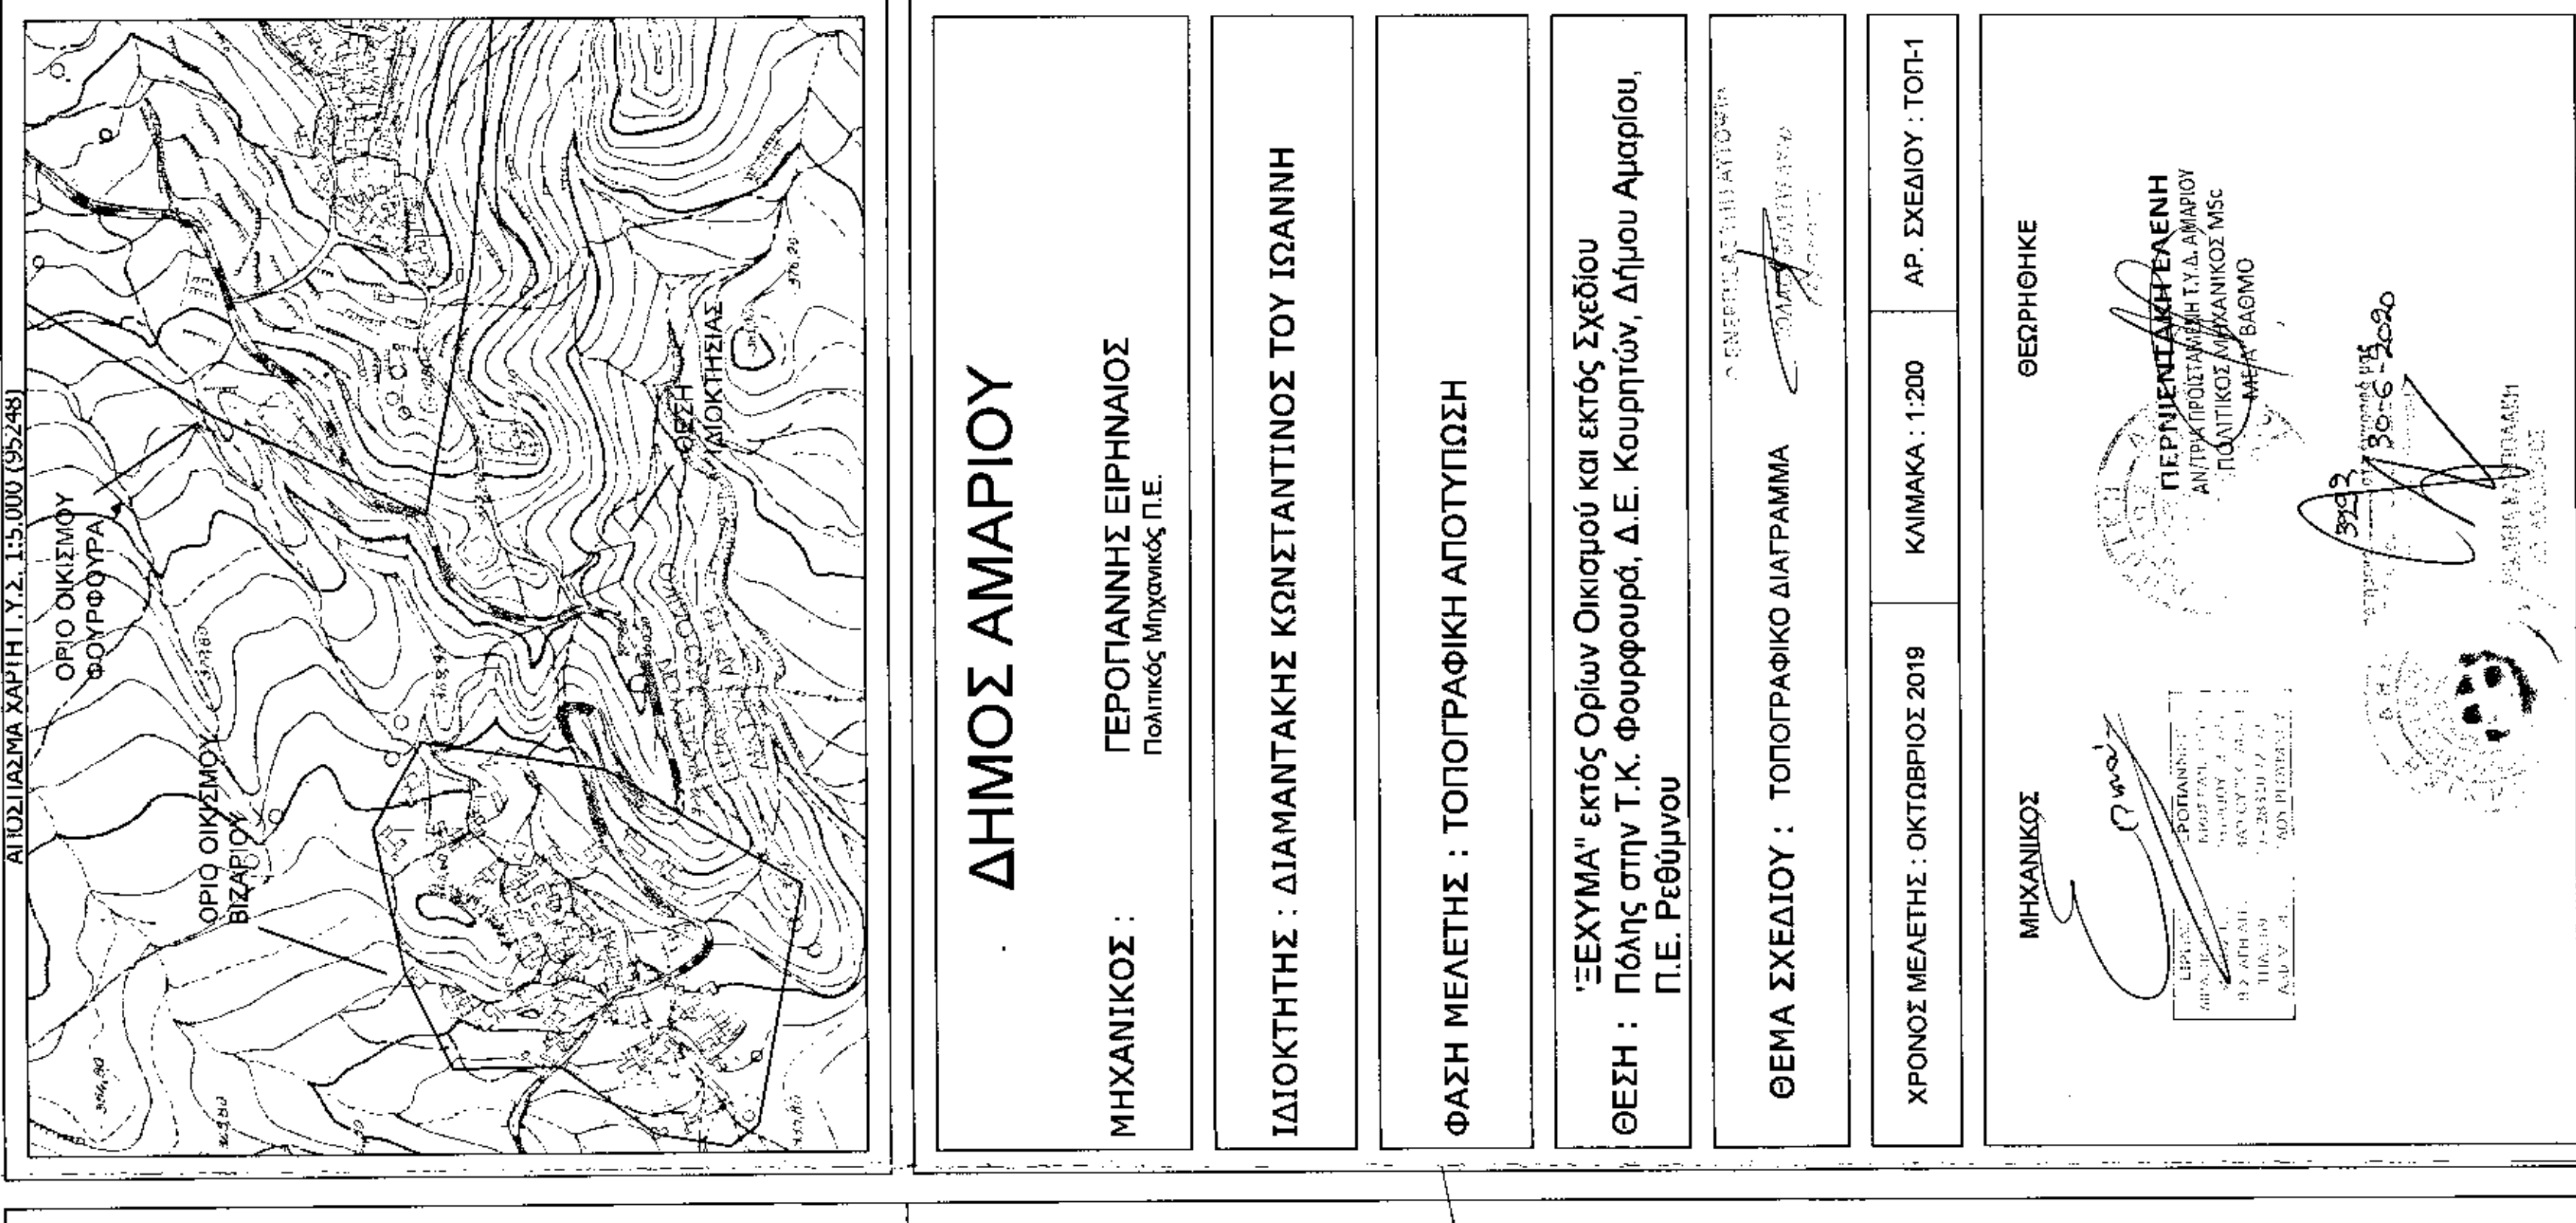 ΑΠΟΣΠΑΣΜΑ ΧΑΡΤΗ Γ.Υ.Σ. 1:5.000 (95248)
ΟΡΙΟ ΟΙΚΙΣΜΟΥ
ΦΟΥΡΦΟΥΡΑ
ΟΡΙΟ ΟΙΚΙΣΜΟΥ
ΒΙΖΑΡΙΟΥ
ΘΕΣΗ
ΙΔΙΟΚΤΗΣΙΑΣ
ΔΗΜΟΣ ΑΜΑΡΙΟΥ
ΜΗΧΑΝΙΚΟΣ : ΓΕΡΟΓΙΑΝΝΗΣ ΕΙΡΗΝΑΙΟΣ
Πολιτικός Μηχανικός Π.Ε.
ΙΔΙΟΚΤΗΤΗΣ : ΔΙΑΜΑΝΤΑΚΗΣ ΚΩΝΣΤΑΝΤΙΝΟΣ ΤΟΥ ΙΩΑΝΝΗ
ΦΑΣΗ ΜΕΛΕΤΗΣ : ΤΟΠΟΓΡΑΦΙΚΗ ΑΠΟΤΥΠΩΣΗ
"ΞΕΧΥΜΑ" εκτός Ορίων Οικισμού και εκτός Σχεδίου
ΘΕΣΗ : Πόλης στην Τ.Κ. Φουρφουρά, Δ.Ε. Κουρητών, Δήμου Αμαρίου,
Π.Ε. Ρεθύμνου
ΘΕΜΑ ΣΧΕΔΙΟΥ : ΤΟΠΟΓΡΑΦΙΚΟ ΔΙΑΓΡΑΜΜΑ
ΧΡΟΝΟΣ ΜΕΛΕΤΗΣ : ΟΚΤΩΒΡΙΟΣ 2019 ΚΛΙΜΑΚΑ : 1:200 ΑΡ. ΣΧΕΔΙΟΥ : ΤΟΠ-1
ΜΗΧΑΝΙΚΟΣ ΘΕΩΡΗΘΗΚΕ
ΠΕΡΝΙΕΝΤΑΚΗ ΕΛΕΝΗ
ΑΝ/ΤΡΙΑ ΠΡΟΪΣΤΑΜΕΝΗ Τ.Υ.Δ. ΑΜΑΡΙΟΥ
ΠΟΛΙΤΙΚΟΣ ΜΗΧΑΝΙΚΟΣ MSc
ΜΕ Α' ΒΑΘΜΟ
3293
30-6-2020